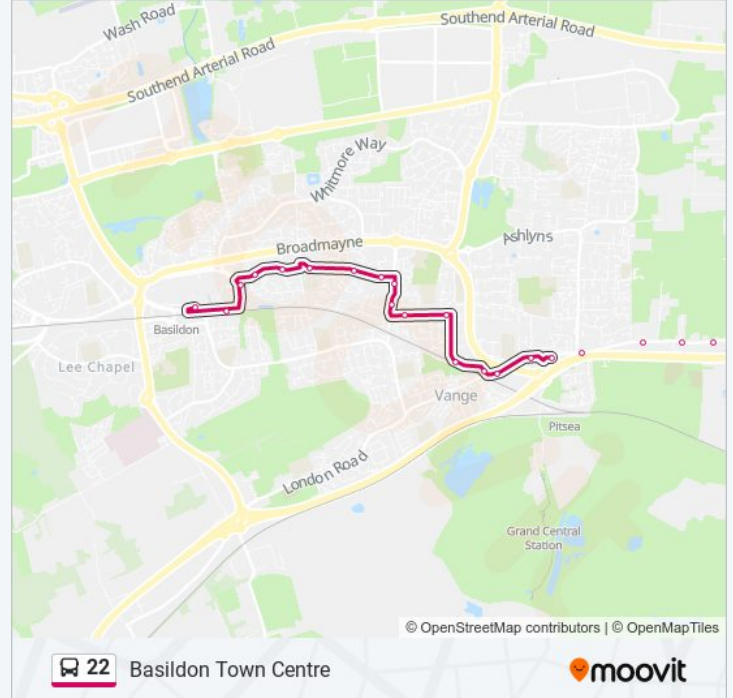 Wash Road
Southend Arterial Road
Southend Arterial Road
Whitmore Way
Ashlyns
Broadmayne
Basildon
Lee Chapel
Vange
Pitsea
London Road
Grand Central
Station
© OpenStreetMap contributors | © OpenMapTiles
22 Basildon Town Centre
moovit